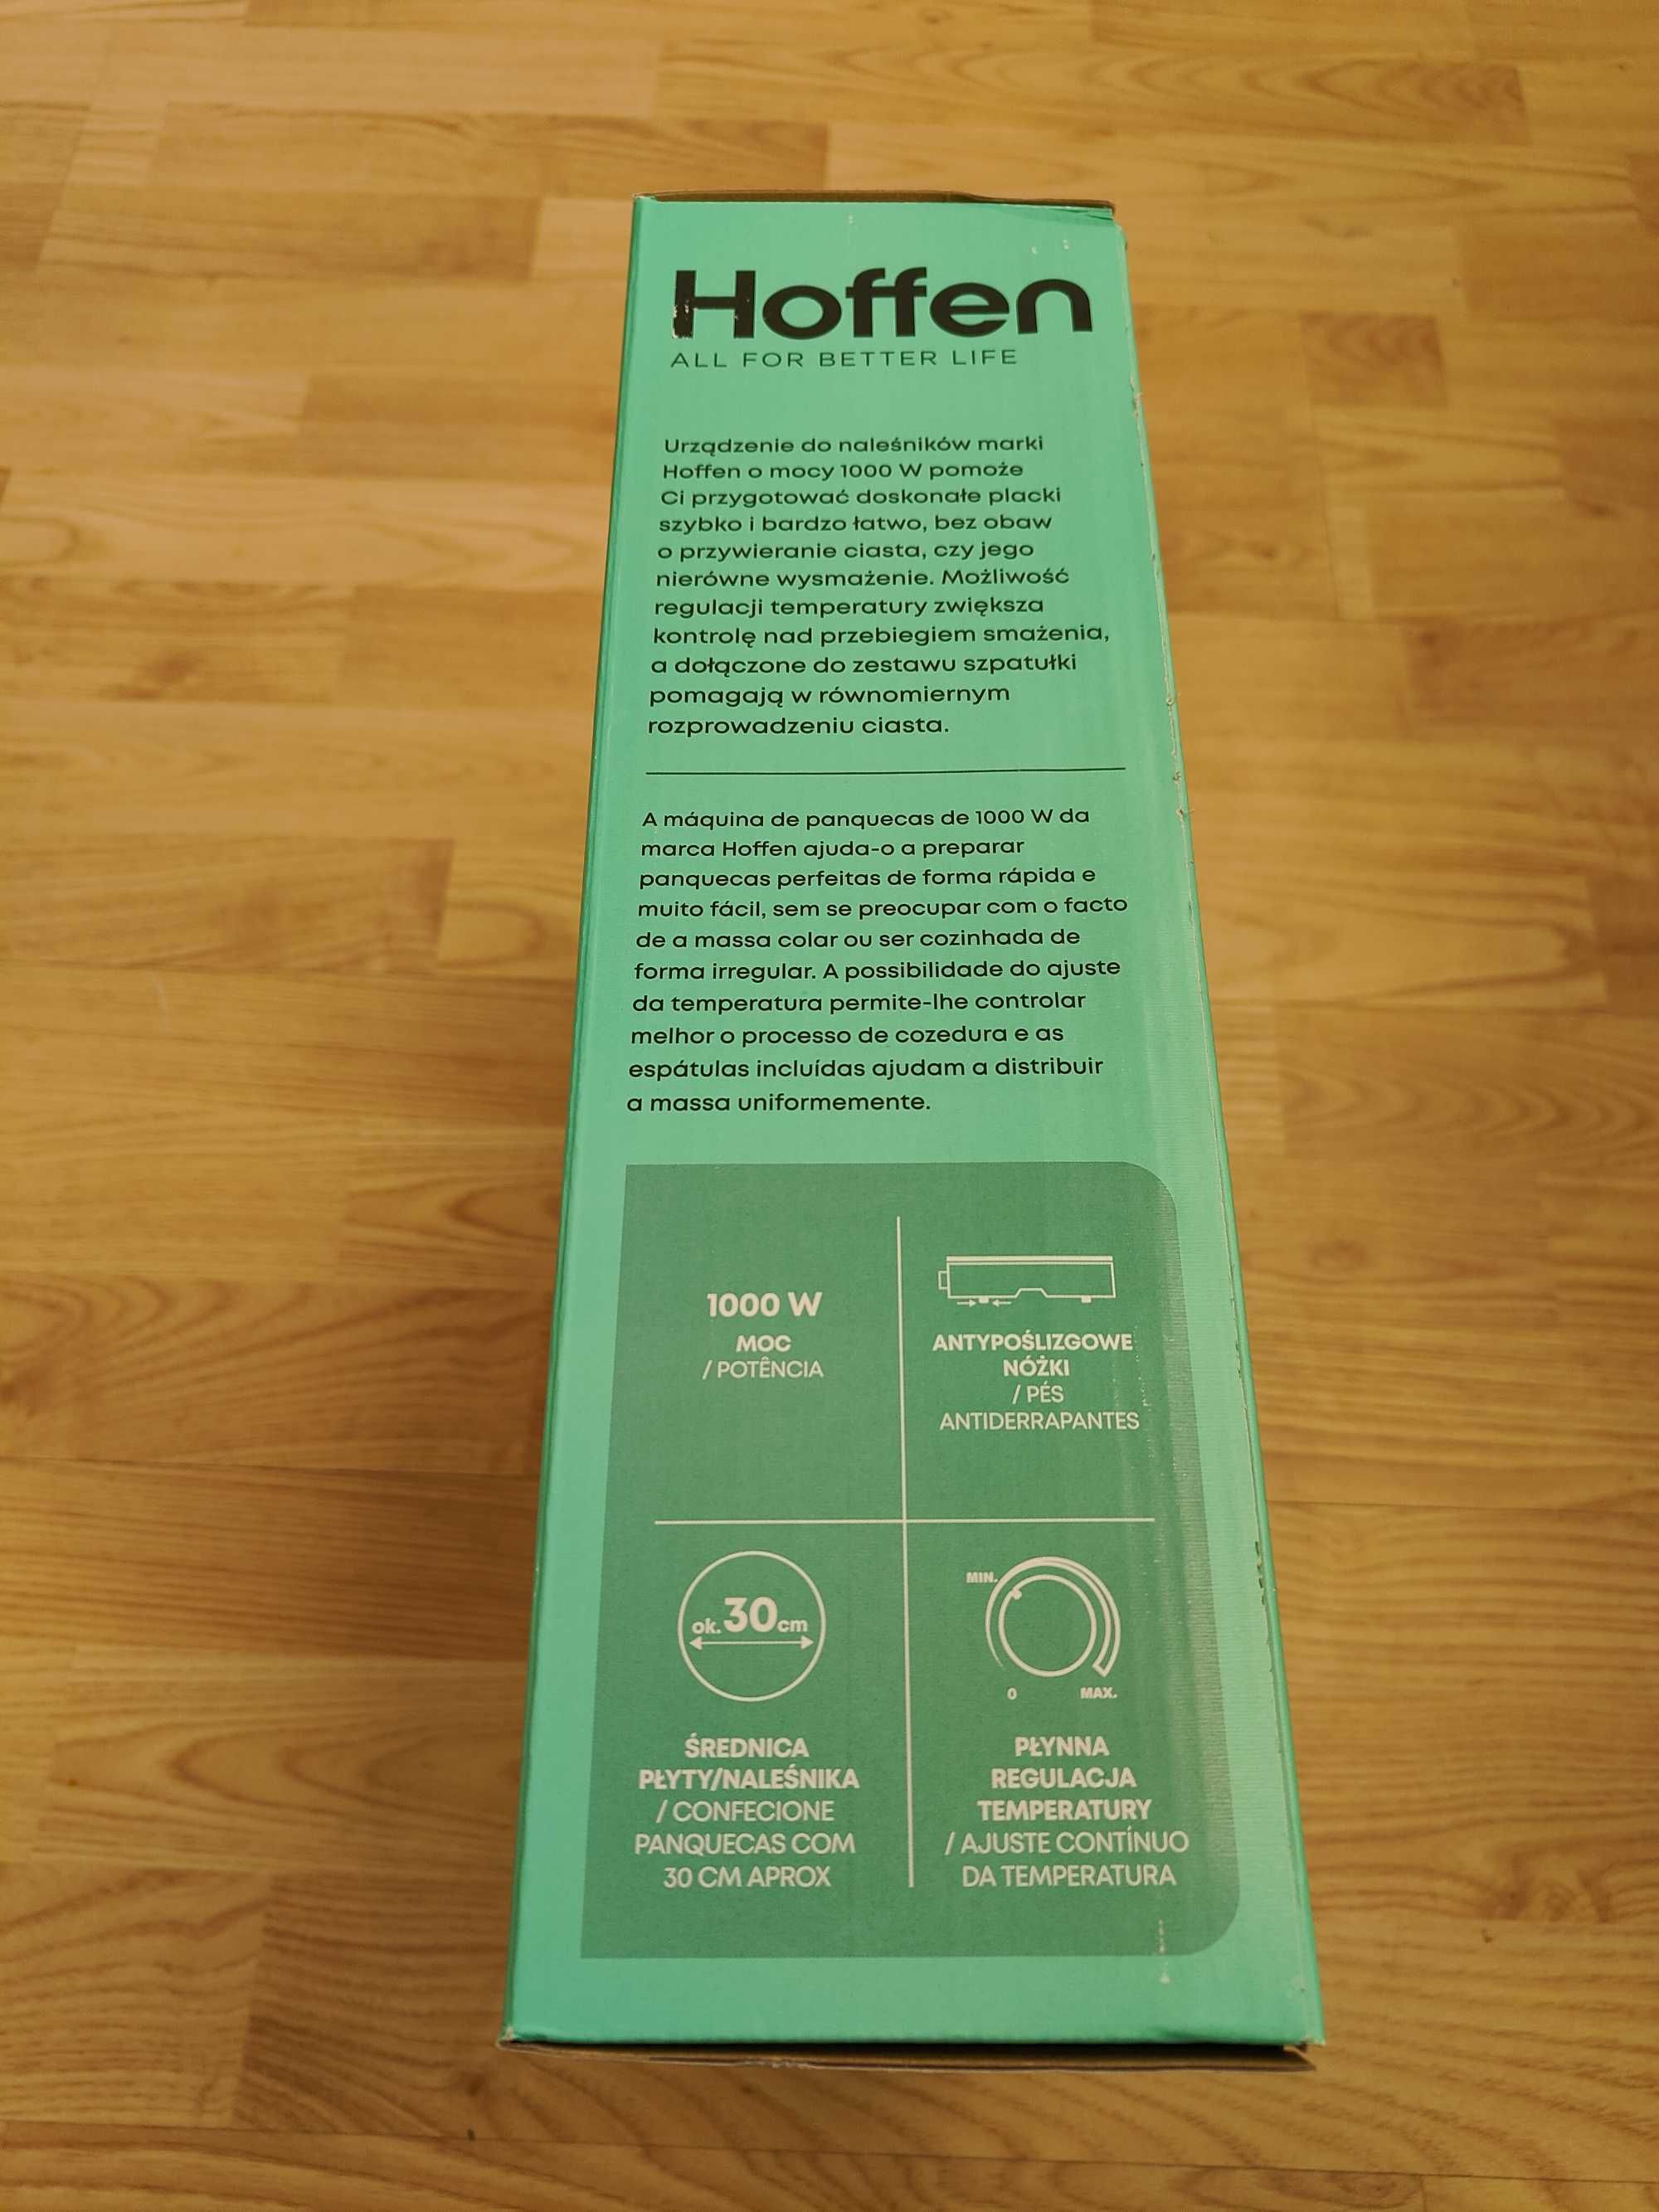 Hoffen
ALL FOR BETTER LIFE
Urządzenie do naleśników marki
Hoffen o mocy 1000 W pomoże
Ci przygotować doskonałe placki
szybko i bardzo łatwo, bez obaw
o przywieranie ciasta, czy jego
nierówne wysmażenie. Możliwość
regulacji temperatury zwiększa
kontrolę nad przebiegiem smażenia,
a dołączone do zestawu szpatułki
pomagają w równomiernym
rozprowadzeniu ciasta.
A máquina de panquecas de 1000 W da
marca Hoffen ajuda-o a preparar
panquecas perfeitas de forma rápida e
muito fácil, sem se preocupar com o facto
de a massa colar ou ser cozinhada de
forma irregular. A possibilidade do ajuste
da temperatura permite-lhe controlar
melhor o processo de cozedura e as
espátulas incluídas ajudam a distribuir
a massa uniformemente.
1000 W
MOC
/ POTÊNCIA
ANTYPOŚLIZGOWE
NÓŻKI
/ PÉS
ANTIDERRAPANTES
ok. 30 cm
ŚREDNICA
PŁYTY/NALEŚNIKA
/ CONFECIONE
PANQUECAS COM
30 CM APROX
MIN.
0 MAX.
PŁYNNA
REGULACJA
TEMPERATURY
/ AJUSTE CONTÍNUO
DA TEMPERATURA